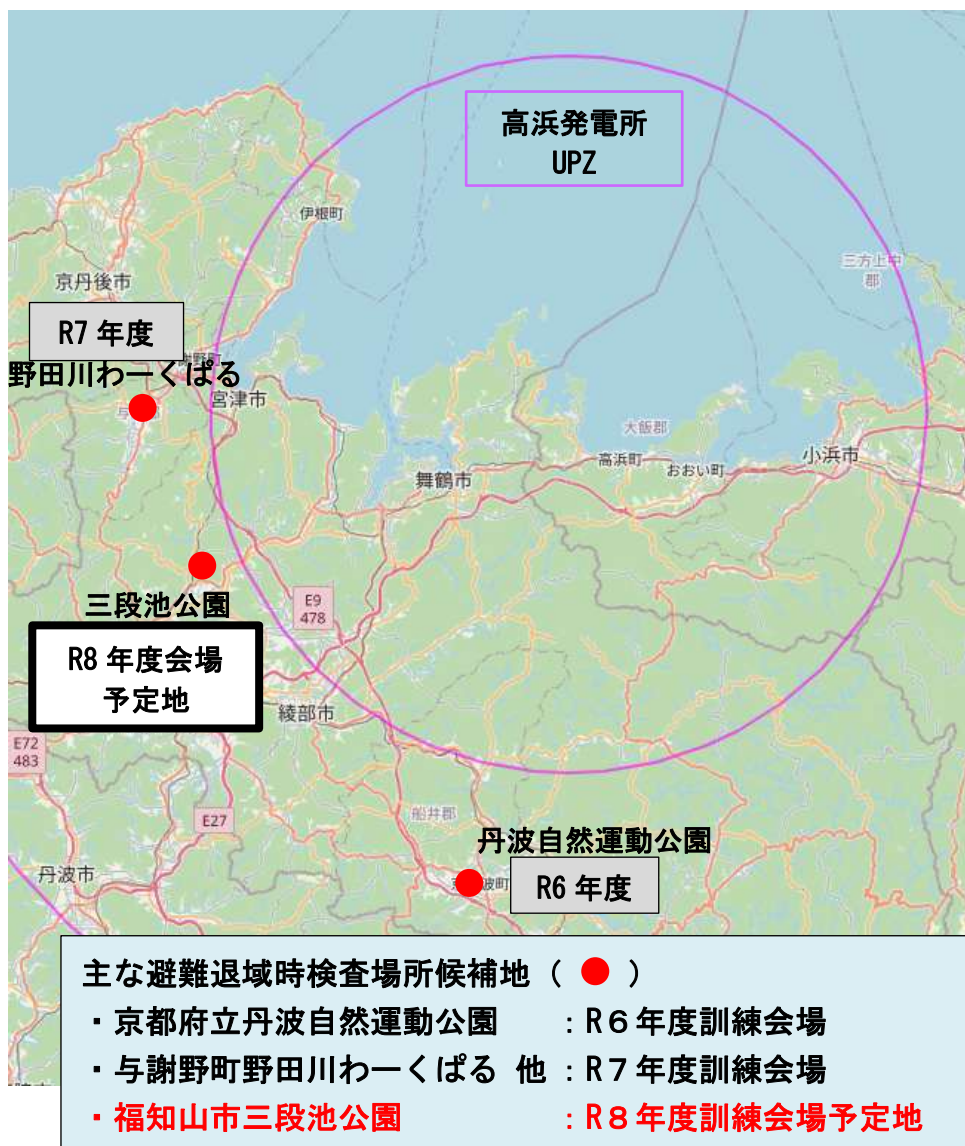 高浜発電所
UPZ
伊根町
三方上中
郡
京丹後市
R7 年度
謝野町
野田川わーくぱる
与
宮津市
大飯郡
高浜町
おおい町
小浜市
舞鶴市
三段池公園
E9
478
R8 年度会場
予定地
綾部市
E72
483
E27
船井郡
丹波自然運動公園
丹波市
京
波町
R6 年度
主な避難退域時検査場所候補地（ ● ）
・京都府立丹波自然運動公園 ：R６年度訓練会場
・与謝野町野田川わーくぱる 他 ：R７年度訓練会場
・福知山市三段池公園 ：R８年度訓練会場予定地